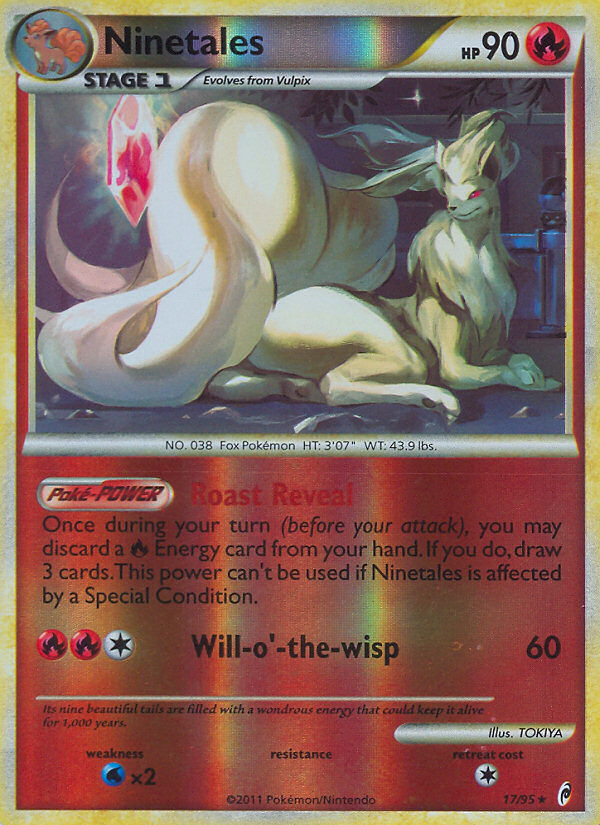 Ninetales
HP 90
STAGE 1
Evolves from Vulpix
NO. 038 Fox Pokémon HT: 3'07" WT: 43.9 lbs.
Poké-POWER Roast Reveal
Once during your turn (before your attack), you may
discard a Energy card from your hand. If you do, draw
3 cards. This power can't be used if Ninetales is affected
by a Special Condition.
Will-o'-the-wisp 60
Its nine beautiful tails are filled with a wondrous energy that could keep it alive
for 1,000 years.
Illus. TOKIYA
weakness resistance retreat cost
×2
©2011 Pokémon/Nintendo 17/95 ★